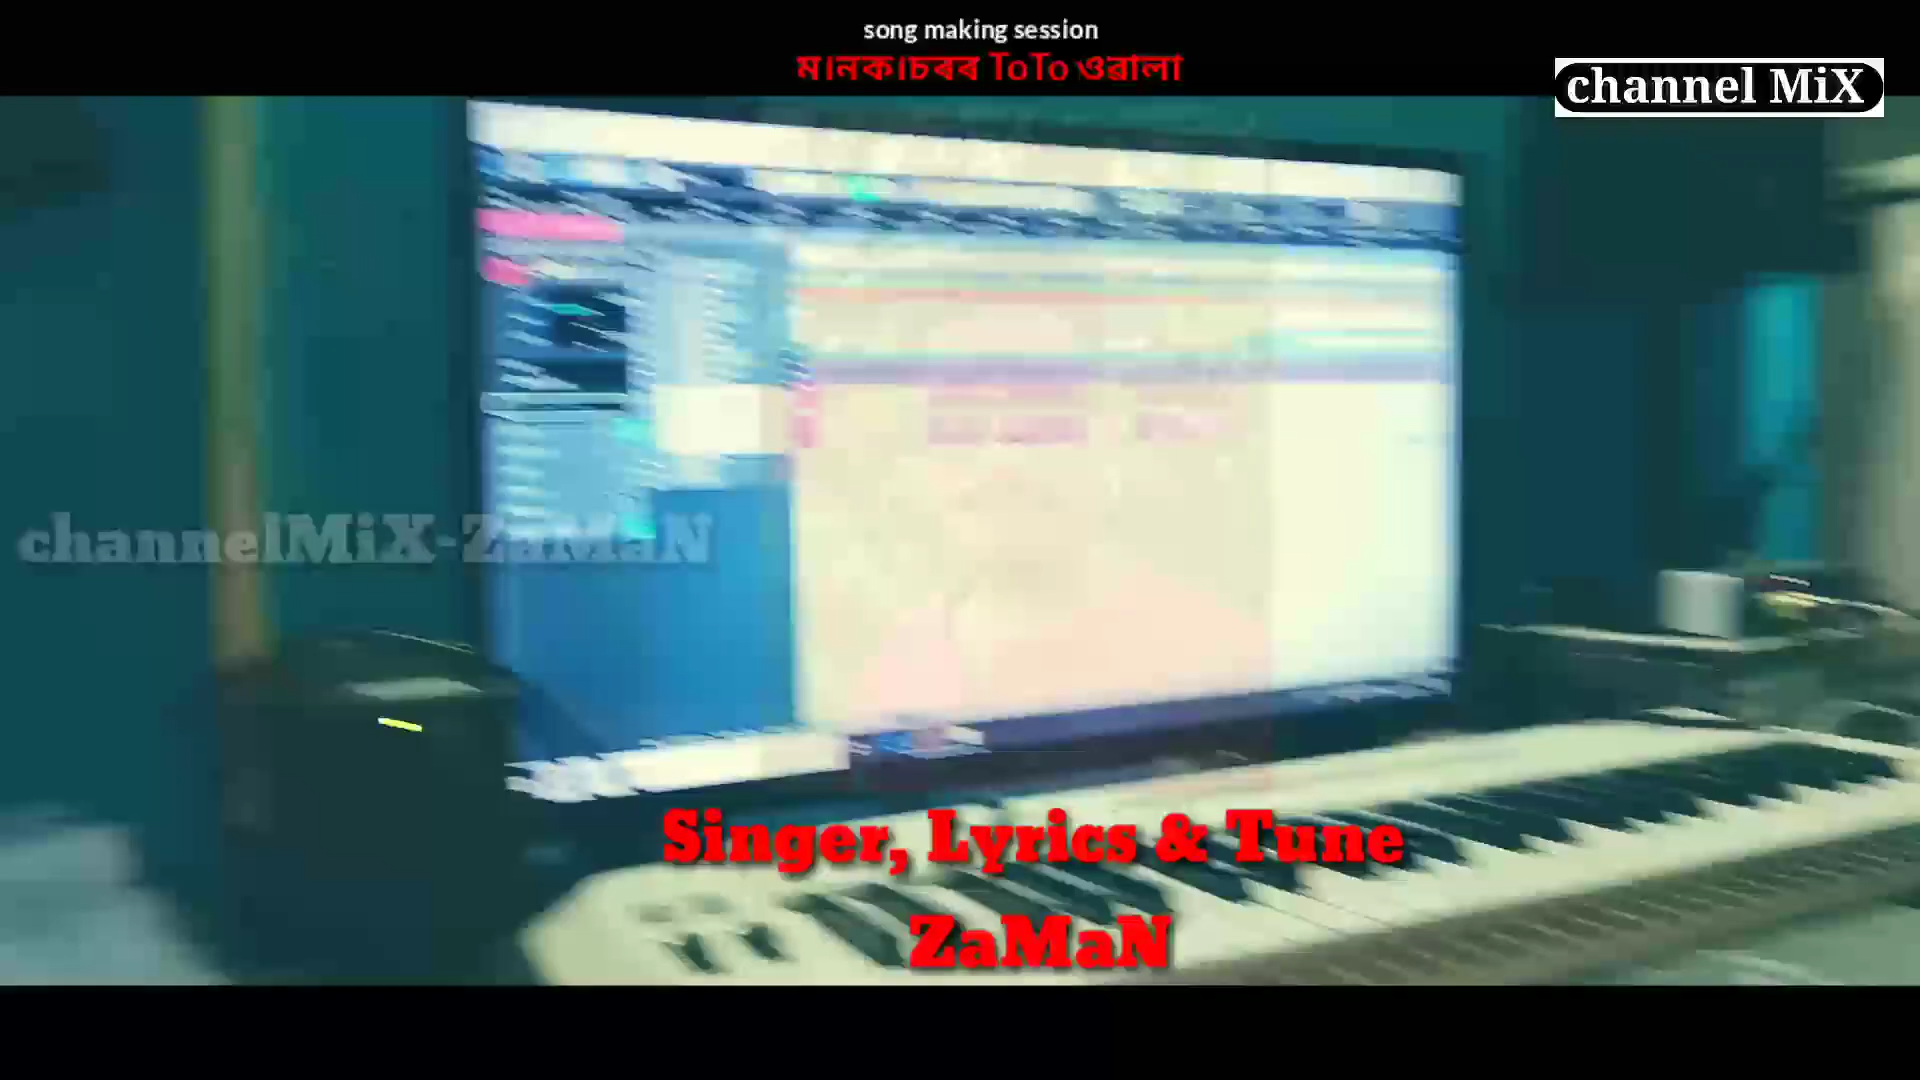 song making session
মানকাচৰৰ ToTo ওৱালা
channel MiX
channelMiX-ZaMaN
Singer, Lyrics & Tune
ZaMaN